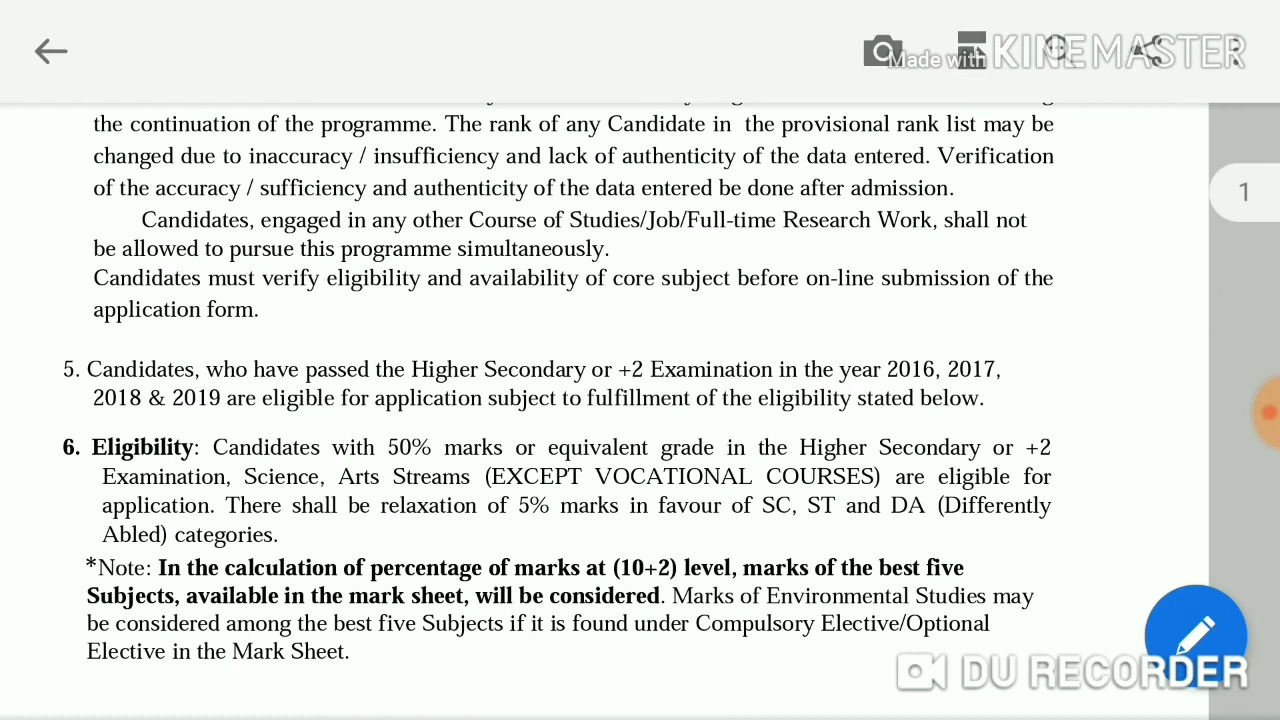 Made with KINEMASTER
the continuation of the programme. The rank of any Candidate in the provisional rank list may be
changed due to inaccuracy / insufficiency and lack of authenticity of the data entered. Verification
of the accuracy / sufficiency and authenticity of the data entered be done after admission.
1
Candidates, engaged in any other Course of Studies/Job/Full-time Research Work, shall not
be allowed to pursue this programme simultaneously.
Candidates must verify eligibility and availability of core subject before on-line submission of the
application form.
5. Candidates, who have passed the Higher Secondary or +2 Examination in the year 2016, 2017,
2018 & 2019 are eligible for application subject to fulfillment of the eligibility stated below.
6. Eligibility: Candidates with 50% marks or equivalent grade in the Higher Secondary or +2
Examination, Science, Arts Streams (EXCEPT VOCATIONAL COURSES) are eligible for
application. There shall be relaxation of 5% marks in favour of SC, ST and DA (Differently
Abled) categories.
*Note: In the calculation of percentage of marks at (10+2) level, marks of the best five
Subjects, available in the mark sheet, will be considered. Marks of Environmental Studies may
be considered among the best five Subjects if it is found under Compulsory Elective/Optional
Elective in the Mark Sheet.
DU RECORDER